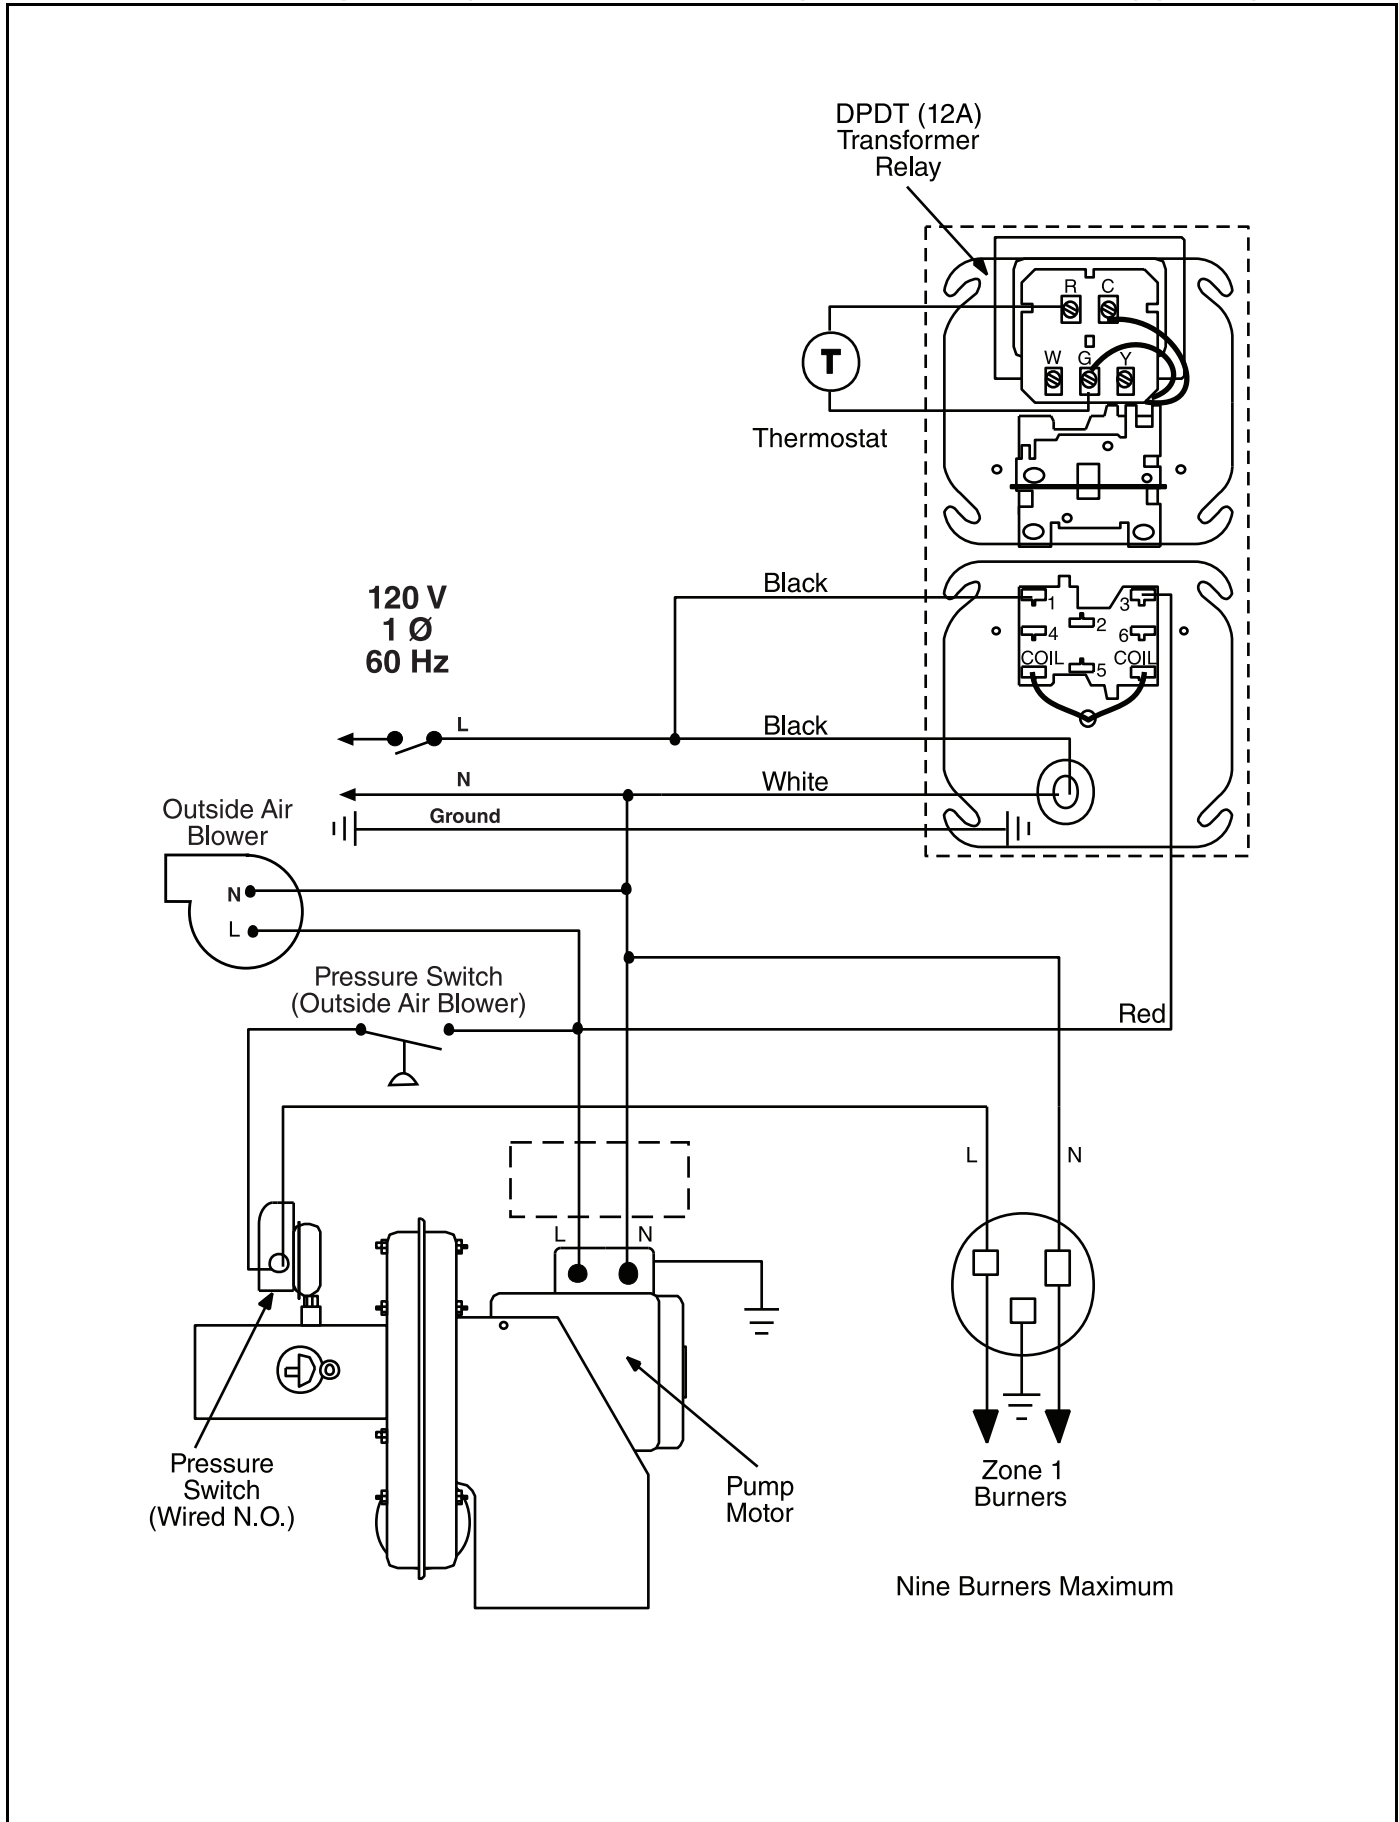 DPDT (12A)
Transformer
Relay
R C
W G Y
T
Thermostat
Black
120 V
1 Ø
60 Hz
1 3
2
4 6
COIL COIL
5
L
Black
N
White
Ground
Outside Air
Blower
N
L
Pressure Switch
(Outside Air Blower)
Red
L N
L N
Pressure
Switch
(Wired N.O.)
Pump
Motor
Zone 1
Burners
Nine Burners Maximum